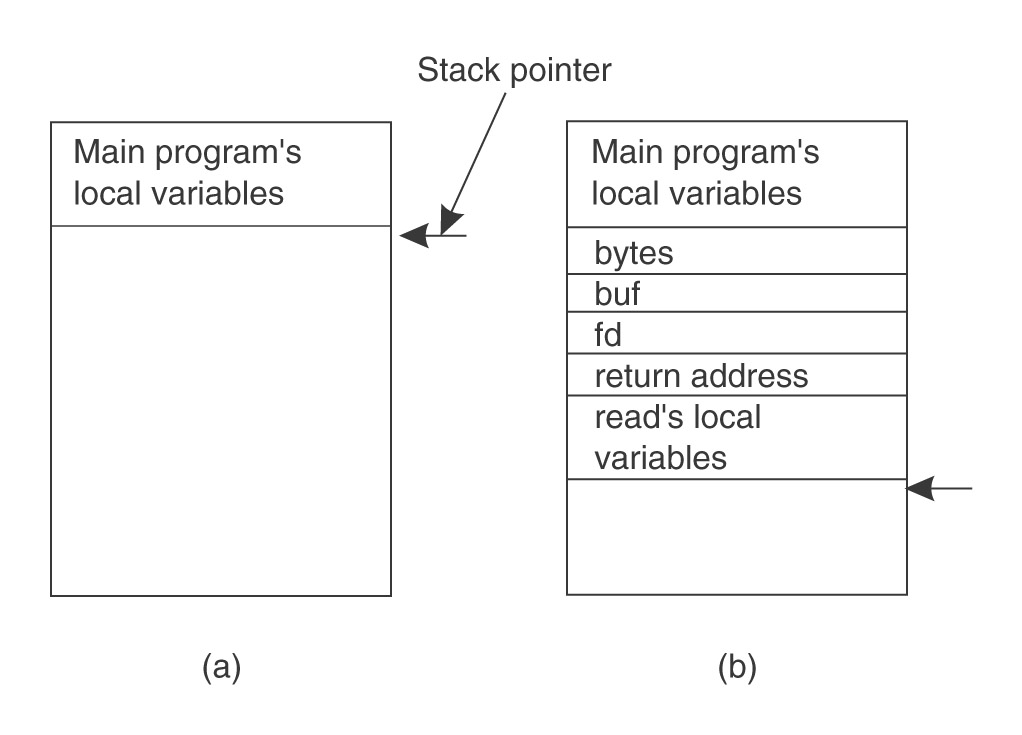 Stack pointer
Main program's
local variables
Main program's
local variables
bytes
buf
fd
return address
read's local
variables
(a)
(b)